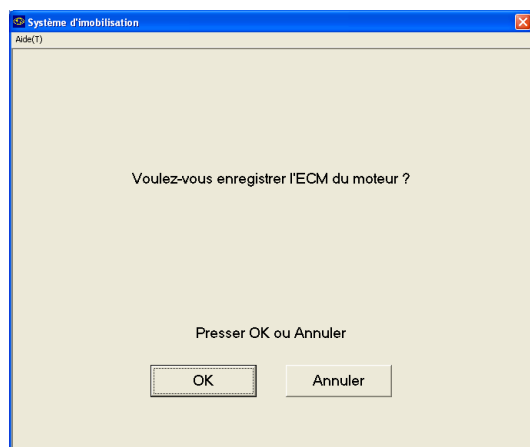 Système d'imobilisation
Aide(T)
Voulez-vous enregistrer l'ECM du moteur ?
Presser OK ou Annuler
OK
Annuler